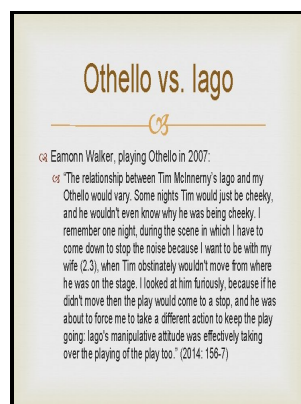 Othello vs. Iago
Eamonn Walker, playing Othello in 2007:
"The relationship between Tim McInnerny's Iago and my
Othello would vary. Some nights Tim would just be cheeky,
and he wouldn't even know why he was being cheeky. I
remember one night, during the scene in which I have to
come down to stop the noise because I want to be with my
wife (2.3), when Tim obstinately wouldn't move from where
he was on the stage. I looked at him furiously, because if he
didn't move then the play would come to a stop, and he was
about to force me to take a different action to keep the play
going: Iago's manipulative attitude was effectively taking
over the playing of the play too." (2014: 156-7)